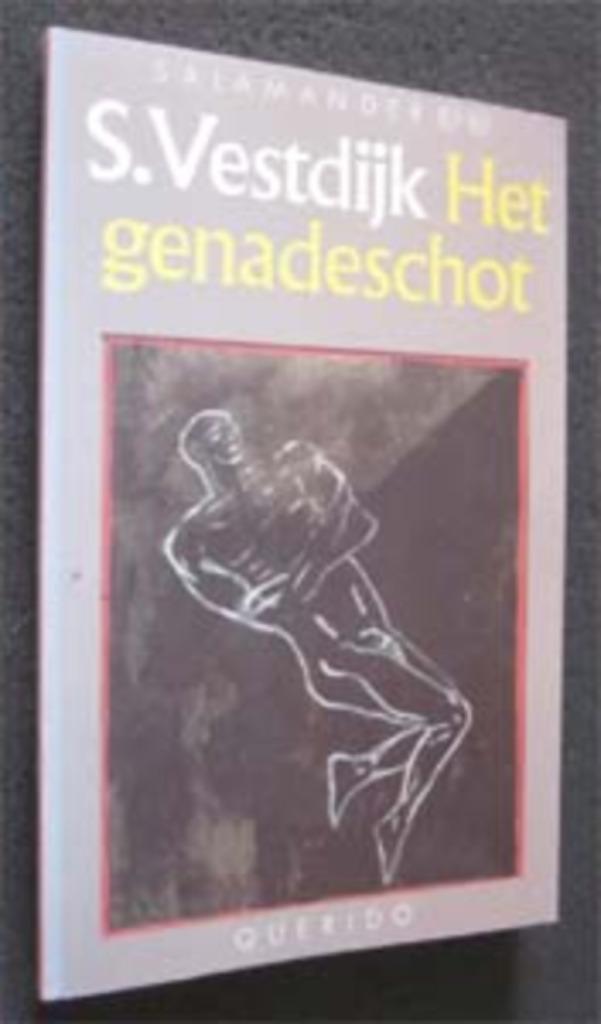 SALAMANDER
S. Vestdijk Het
genadeschot
QUERIDO